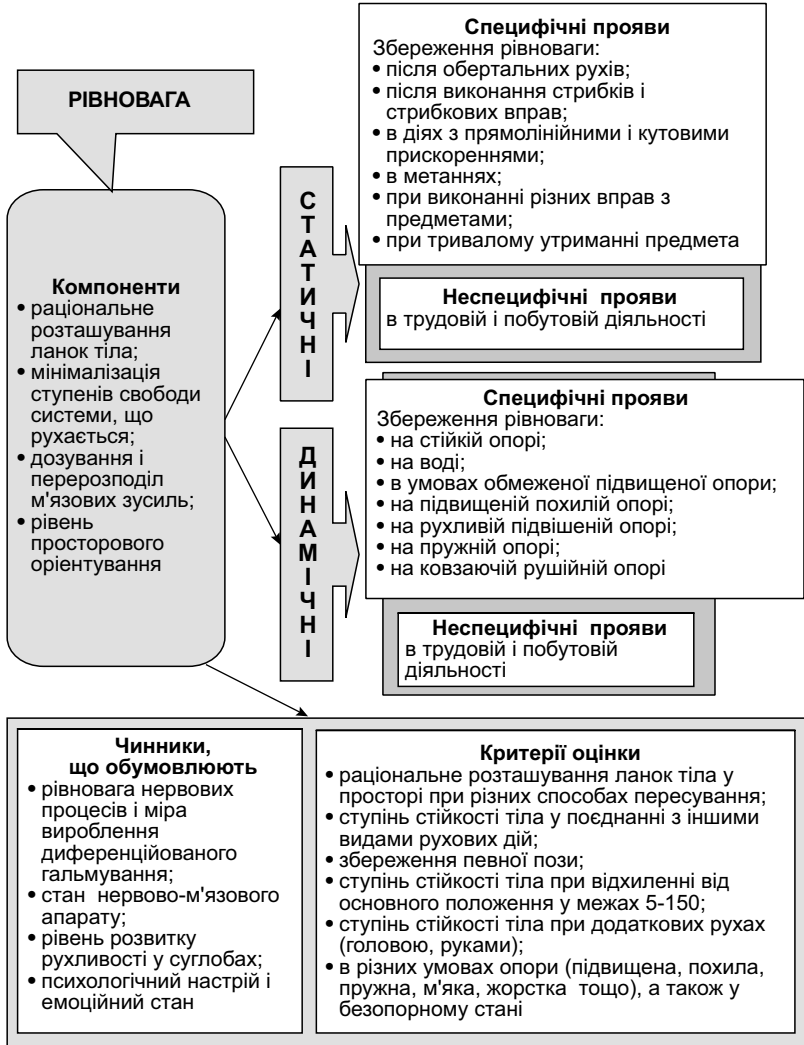 РІВНОВАГА
Компоненти
• раціональне
розташування
ланок тіла;
• мінімалізація
ступенів свободи
системи, що
рухається;
• дозування і
перерозподіл
м'язових зусиль;
• рівень
просторового
оріентування
СТАТИЧНІ
Специфічні прояви
Збереження рівноваги:
• після обертальних рухів;
• після виконання стрибків і
стрибкових вправ;
• в діях з прямолінійними і кутовими
прискореннями;
• в метаннях;
• при виконанні різних вправ з
предметами;
• при тривалому утриманні предмета
Неспецифічні прояви
в трудовій і побутовій діяльності
ДИНАМІЧНІ
Специфічні прояви
Збереження рівноваги:
• на стійкій опорі;
• на воді;
• в умовах обмеженої підвищеної опори;
• на підвищеній похилій опорі;
• на рухливій підвішеній опорі;
• на пружній опорі;
• на ковзаючій рушійній опорі
Неспецифічні прояви
в трудовій і побутовій
діяльності
Чинники,
що обумовлюють
• рівновага нервових
процесів і міра
вироблення
диференційованого
гальмування;
• стан нервово-м'язового
апарату;
• рівень розвитку
рухливості у суглобах;
• психологічний настрій і
емоційний стан
Критерії оцінки
• раціональне розташування ланок тіла у
просторі при різних способах пересування;
• ступінь стійкості тіла у поєднанні з іншими
видами рухових дій;
• збереження певної пози;
• ступінь стійкості тіла при відхиленні від
основного положення у межах 5-150;
• ступінь стійкості тіла при додаткових рухах
(головою, руками);
• в різних умовах опори (підвищена, похила,
пружна, м'яка, жорстка тощо), а також у
безопорному стані